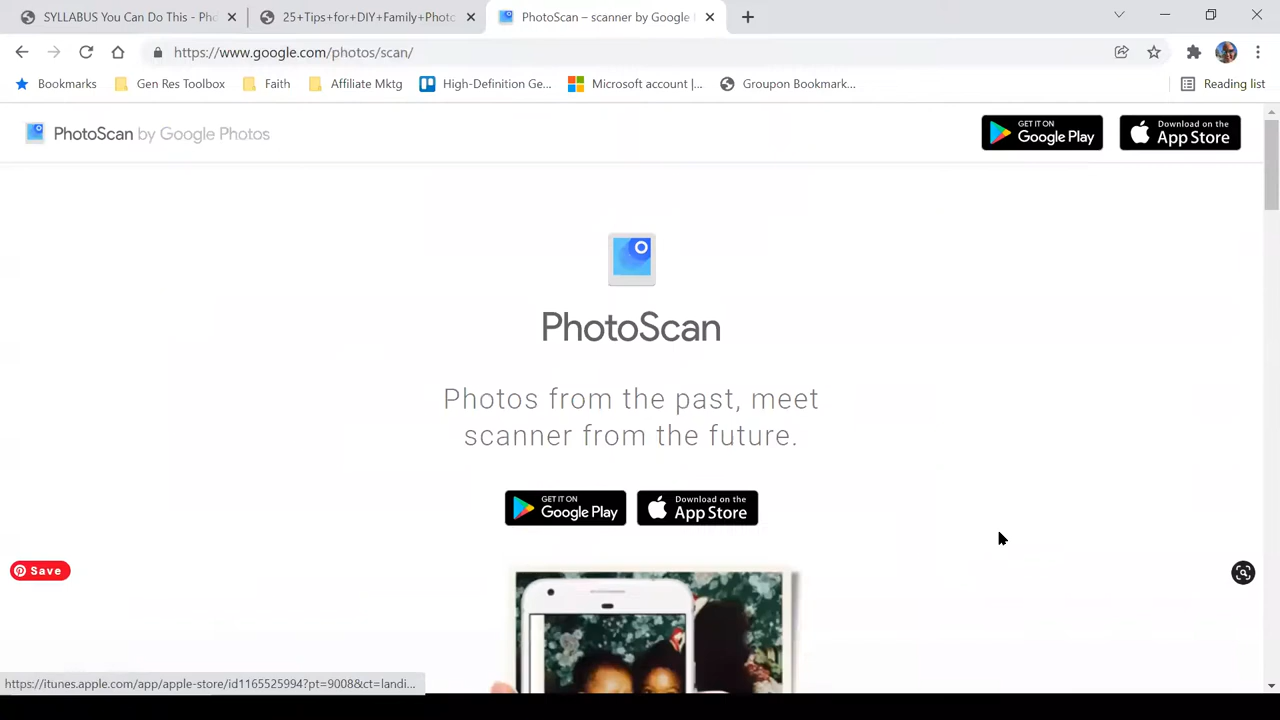 SYLLABUS You Can Do This - Pho
25+Tips+for+DIY+Family+Photo
PhotoScan – scanner by Google
https://www.google.com/photos/scan/
Bookmarks
Gen Res Toolbox
Faith
Affiliate Mktg
High-Definition Ge...
Microsoft account |...
Groupon Bookmark...
Reading list
PhotoScan by Google Photos
GET IT ON
Google Play
Download on the
App Store
PhotoScan
Photos from the past, meet
scanner from the future.
GET IT ON
Google Play
Download on the
App Store
Save
https://itunes.apple.com/app/apple-store/id1165525994?pt=9008&ct=landi...